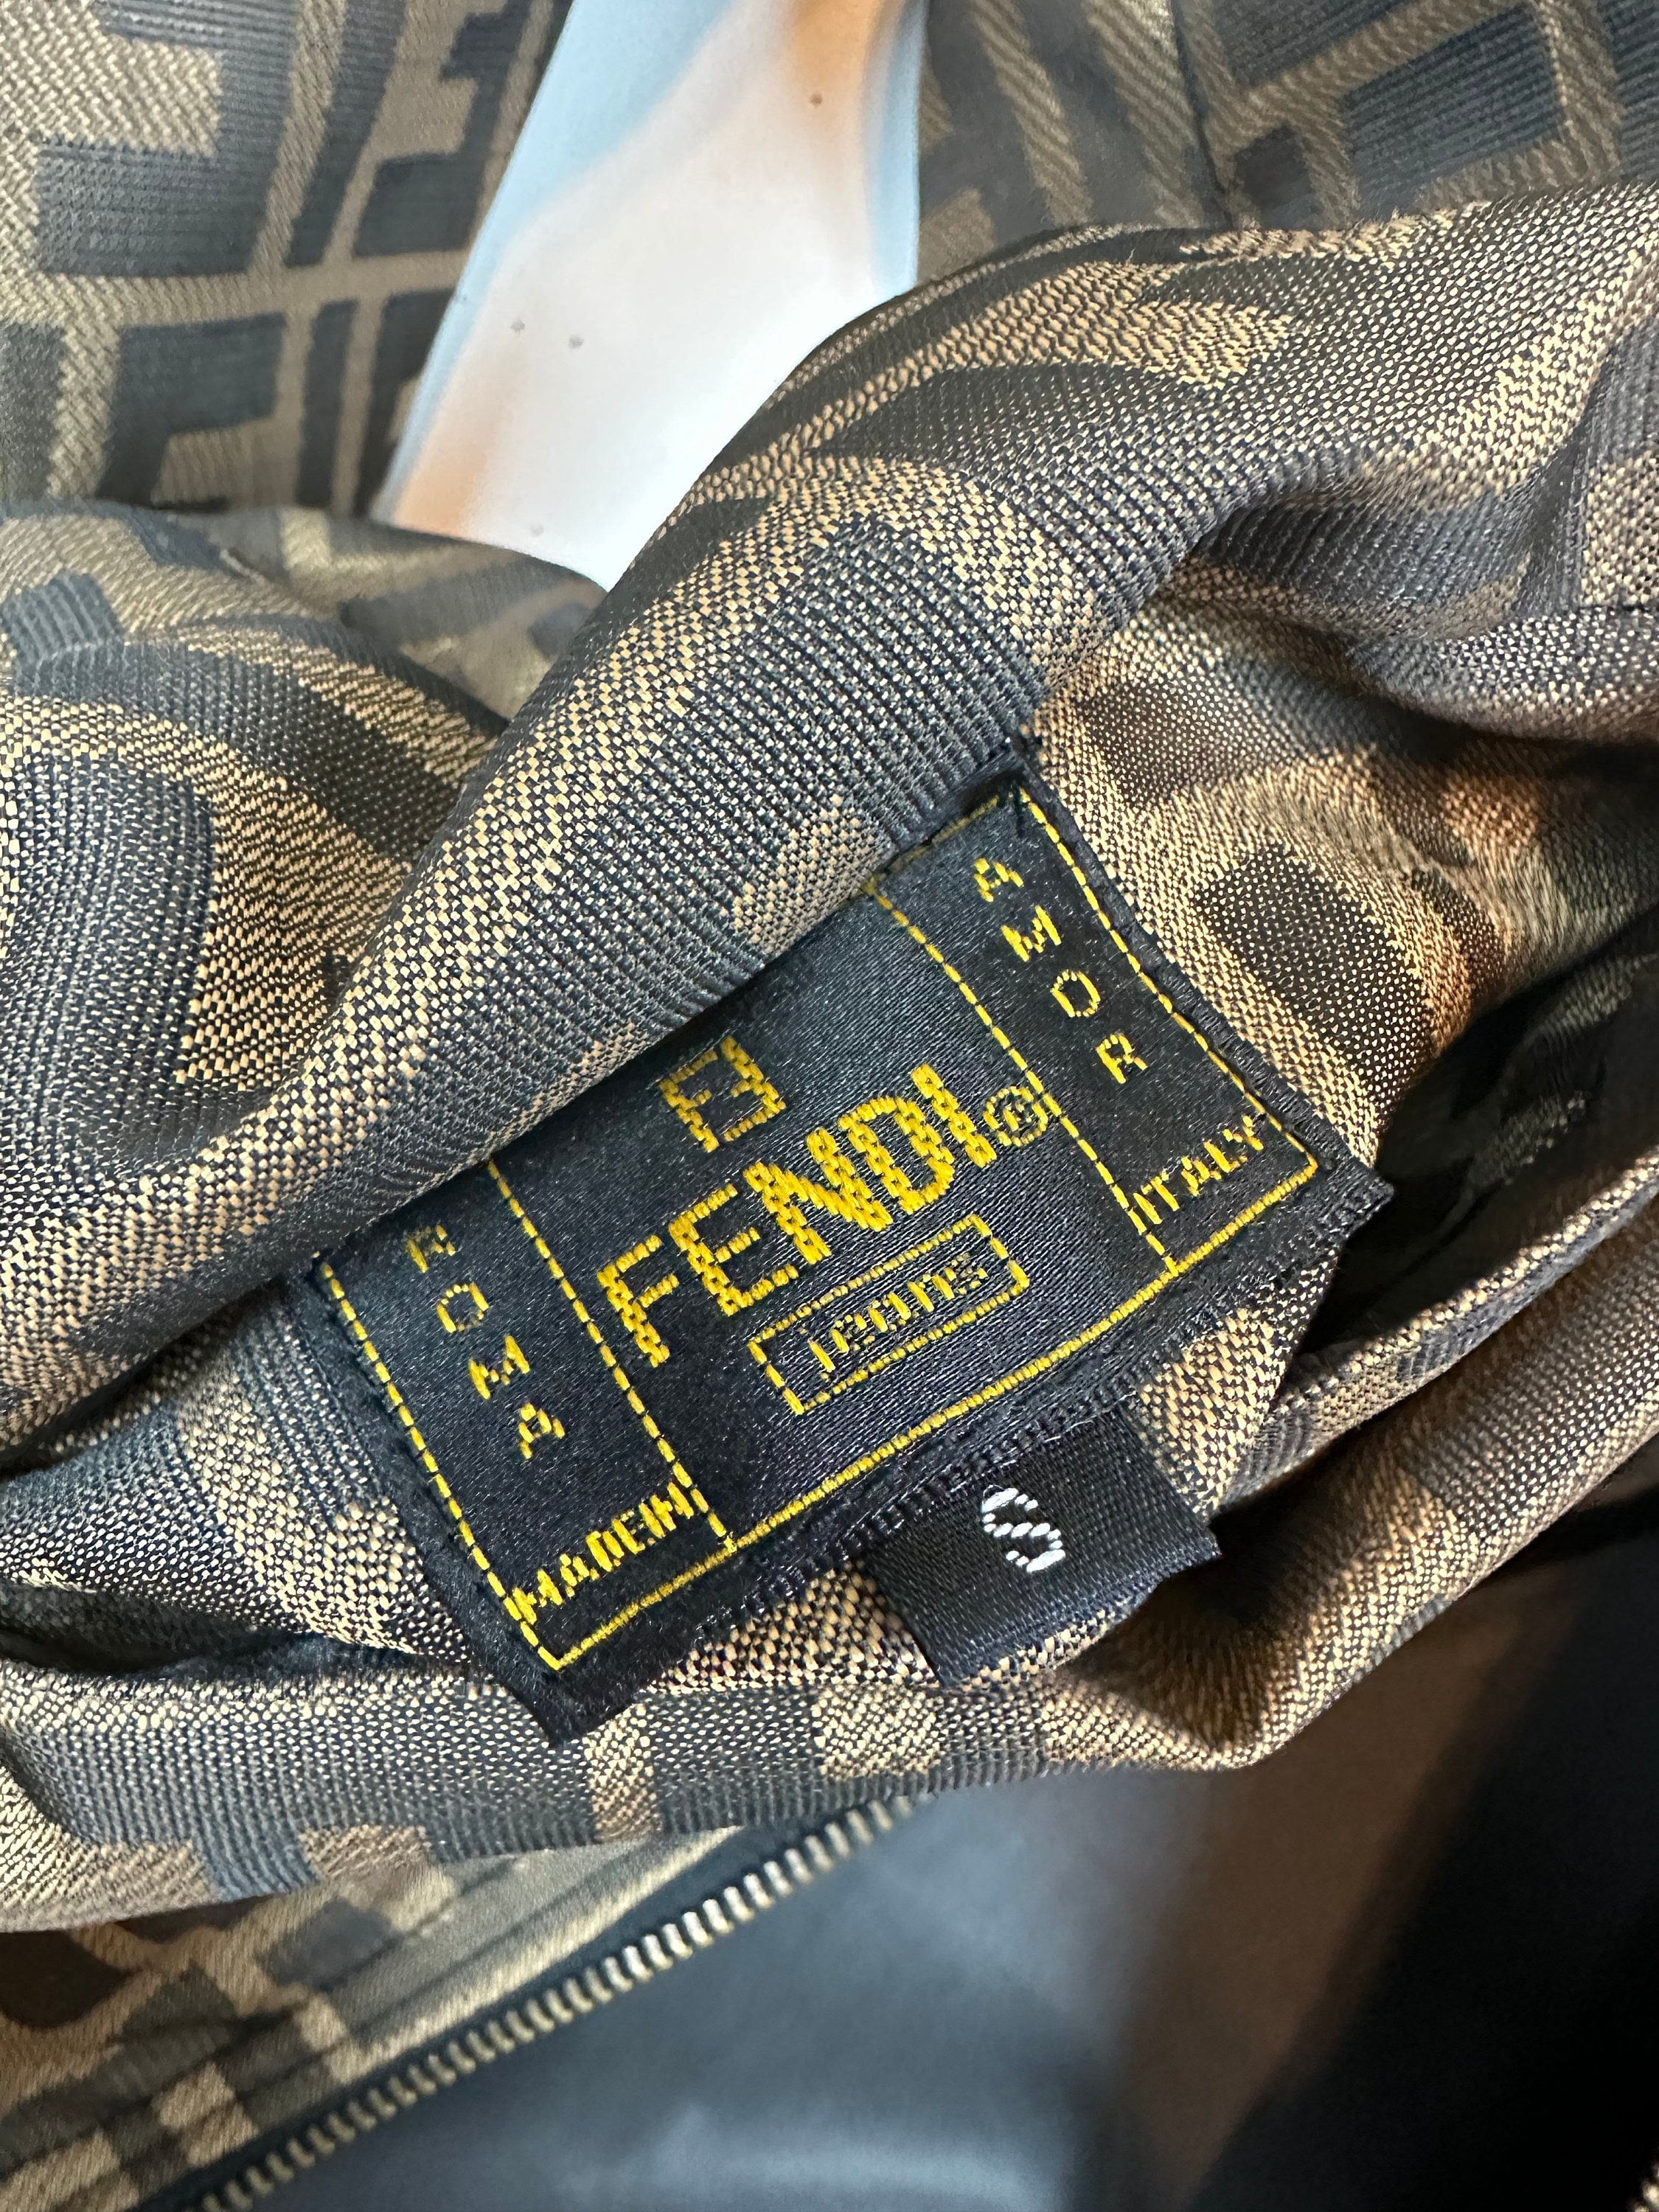 ROMA
FENDI®
jeans
AMOR
MADE IN
ITALY
S